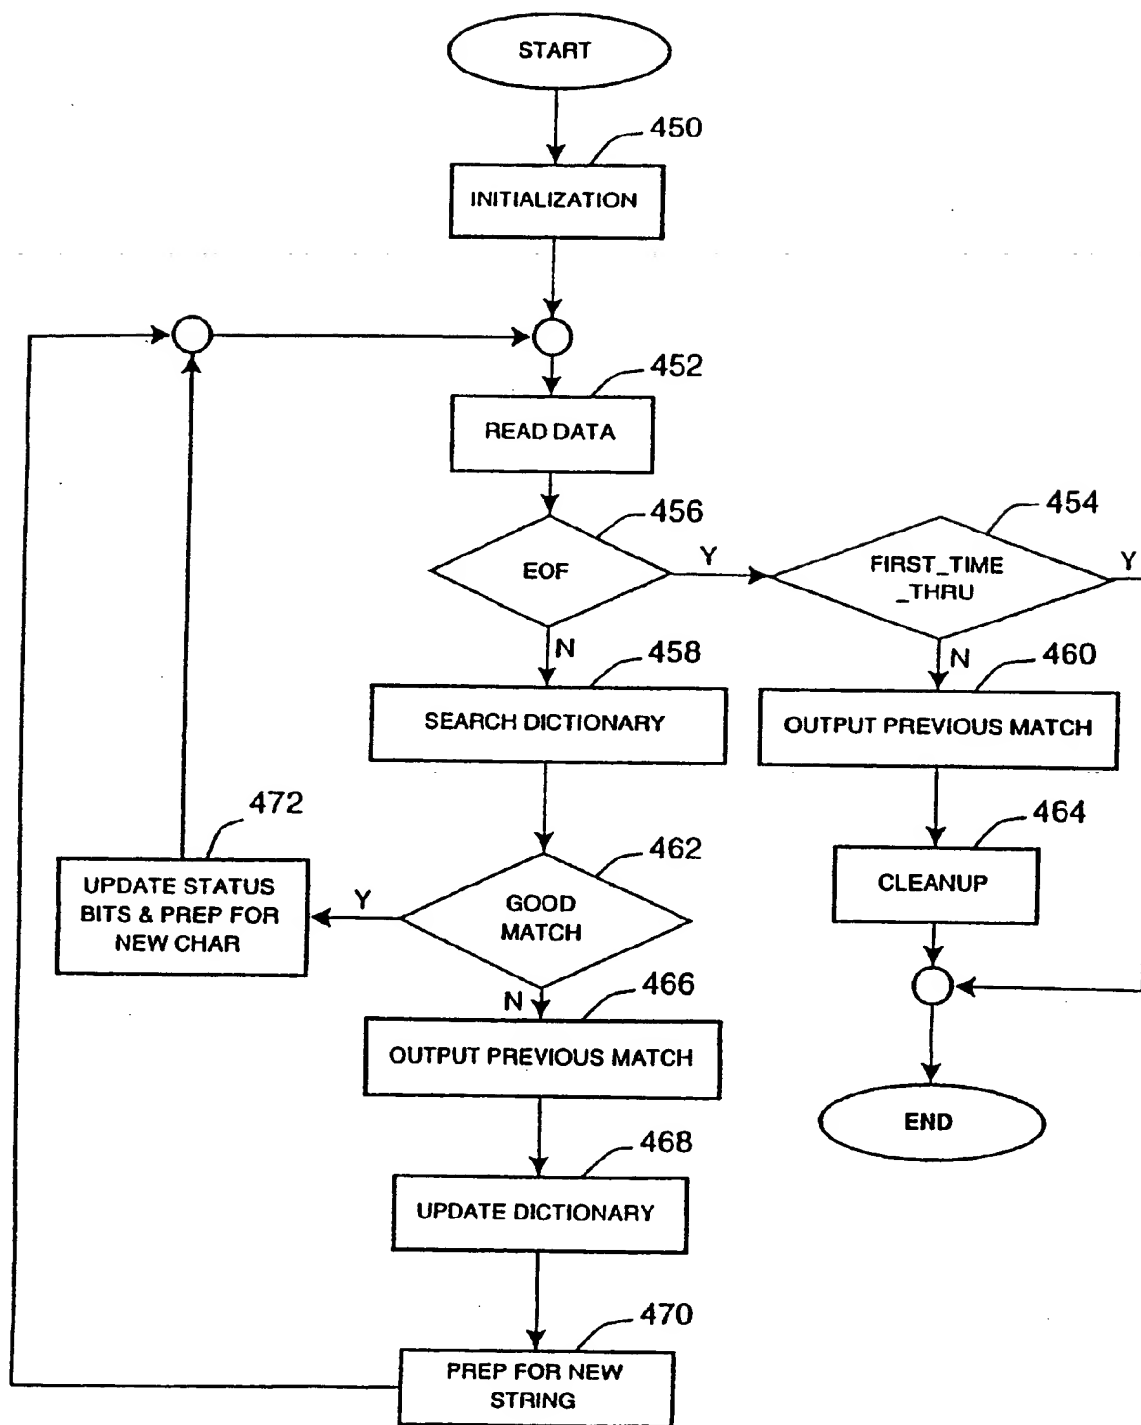 START
450
INITIALIZATION
452
READ DATA
456
EOF
Y
454
FIRST_TIME
_THRU
Y
N
458
SEARCH DICTIONARY
N
460
OUTPUT PREVIOUS MATCH
472
UPDATE STATUS
BITS & PREP FOR
NEW CHAR
Y
462
GOOD
MATCH
464
CLEANUP
N
466
OUTPUT PREVIOUS MATCH
END
468
UPDATE DICTIONARY
470
PREP FOR NEW
STRING